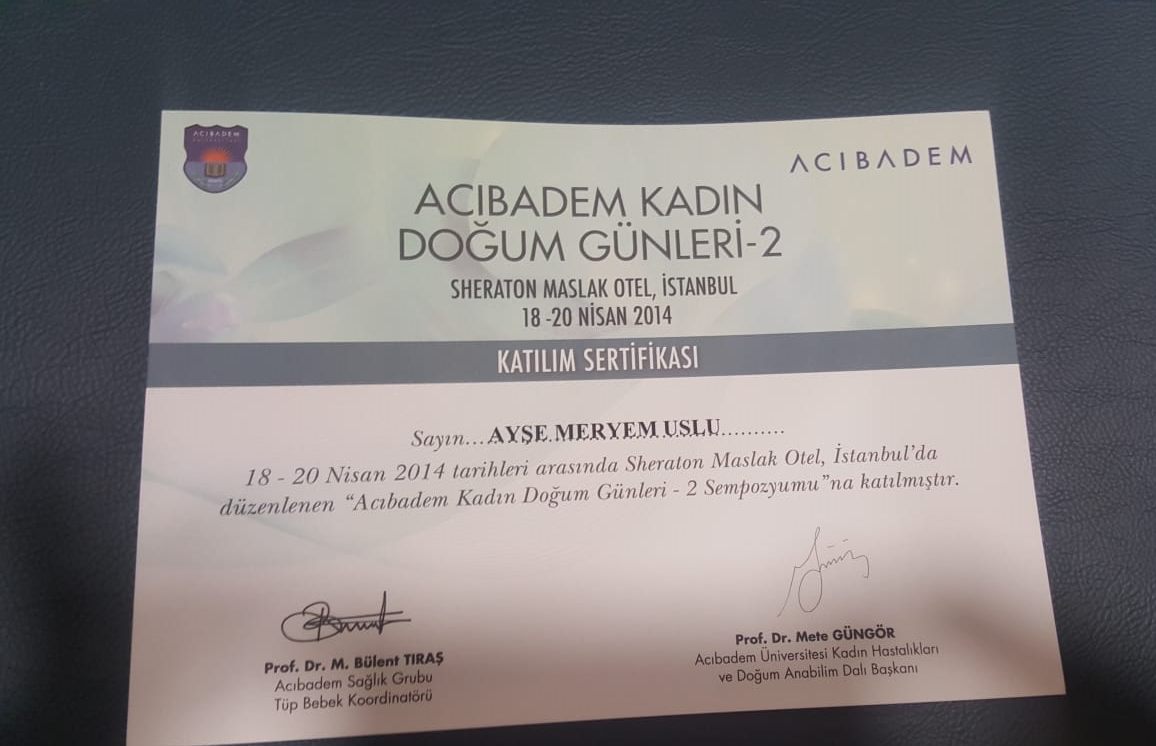 ACIBADEM
ACIBADEM
ACIBADEM KADIN
DOĞUM GÜNLERİ-2
SHERATON MASLAK OTEL, İSTANBUL
18 -20 NİSAN 2014
KATILIM SERTİFİKASI
Sayın...AYŞE MERYEM USLU..........
18 - 20 Nisan 2014 tarihleri arasında Sheraton Maslak Otel, İstanbul'da
düzenlenen “Acıbadem Kadın Doğum Günleri - 2 Sempozyumu”na katılmıştır.
Prof. Dr. M. Bülent TIRAŞ
Acıbadem Sağlık Grubu
Tüp Bebek Koordinatörü
Prof. Dr. Mete GÜNGÖR
Acıbadem Üniversitesi Kadın Hastalıkları
ve Doğum Anabilim Dalı Başkanı